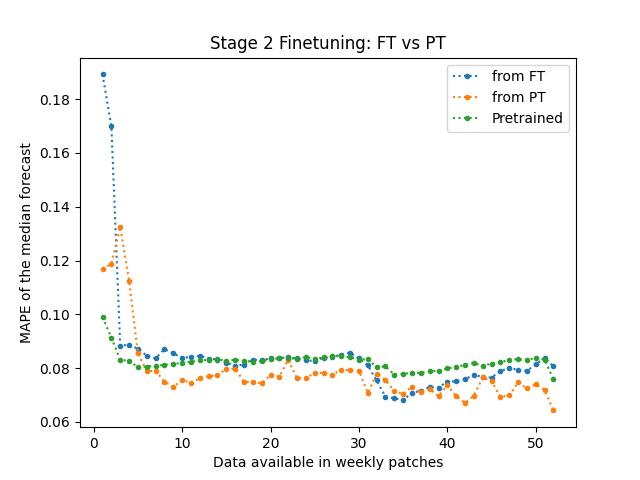 Stage 2 Finetuning: FT vs PT
from FT
from PT
Pretrained
MAPE of the median forecast
0.18
0.16
0.14
0.12
0.10
0.08
0.06
0
10
20
30
40
50
Data available in weekly patches